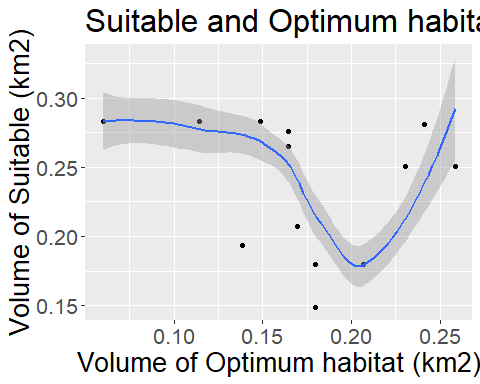 Suitable and Optimum habita
Volume of Suitable (km2)
0.30
0.25
0.20
0.15
0.10 0.15 0.20 0.25
Volume of Optimum habitat (km2)